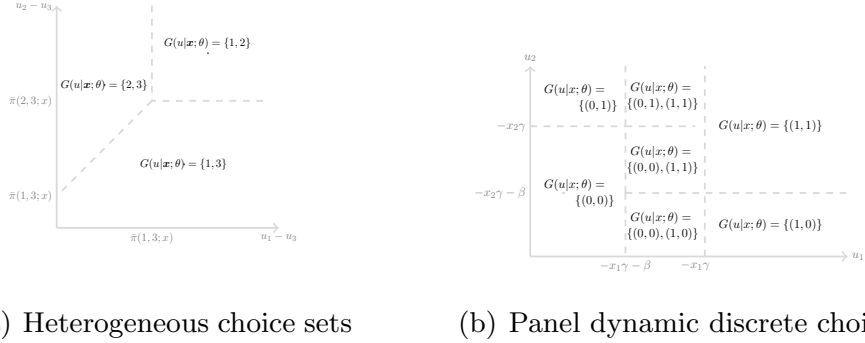 u₂ − u₃
G(u|x; θ) = {1, 2}
G(u|x; θ) = {2, 3}
π̄(2, 3; x)
G(u|x; θ) = {1, 3}
π̄(1, 3; x)
π̄(1, 3; x)
u₁ − u₃
) Heterogeneous choice sets
u₂
G(u|x; θ) =
{(0, 1)}
G(u|x; θ) =
{(0, 1), (1, 1)}
−x₂γ
G(u|x; θ) = {(1, 1)}
G(u|x; θ) =
{(0, 0), (1, 1)}
−x₂γ − β
G(u|x; θ) =
{(0, 0)}
G(u|x; θ) =
{(0, 0), (1, 0)}
G(u|x; θ) = {(1, 0)}
−x₁γ − β
−x₁γ
u₁
(b) Panel dynamic discrete choi